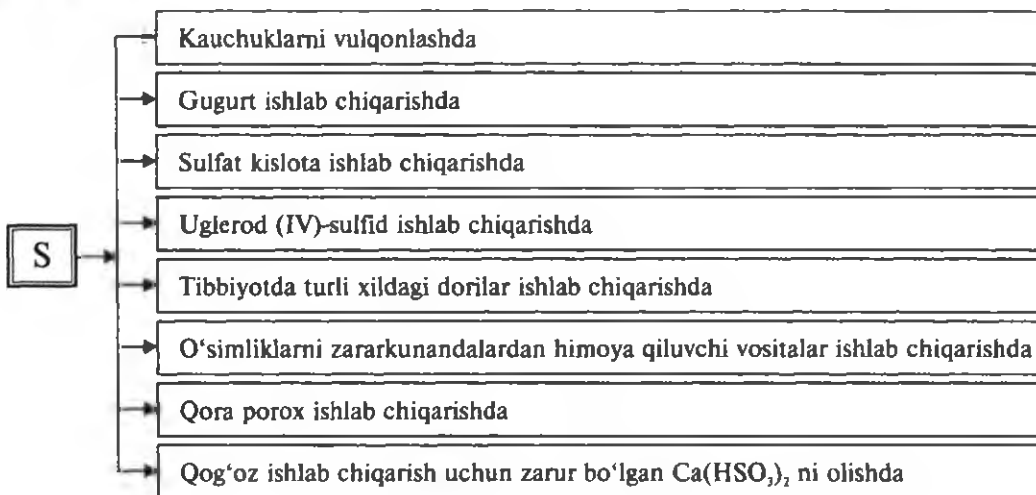 Kauchuklarni vulqonlashda
Gugurt ishlab chiqarishda
Sulfat kislota ishlab chiqarishda
Uglerod (IV)-sulfid ishlab chiqarishda
S
Tibbiyotda turli xildagi dorilar ishlab chiqarishda
O‘simliklarni zararkunandalardan himoya qiluvchi vositalar ishlab chiqarishda
Qora porox ishlab chiqarishda
Qog‘oz ishlab chiqarish uchun zarur bo‘lgan Ca(HSO₃)₂ ni olishda